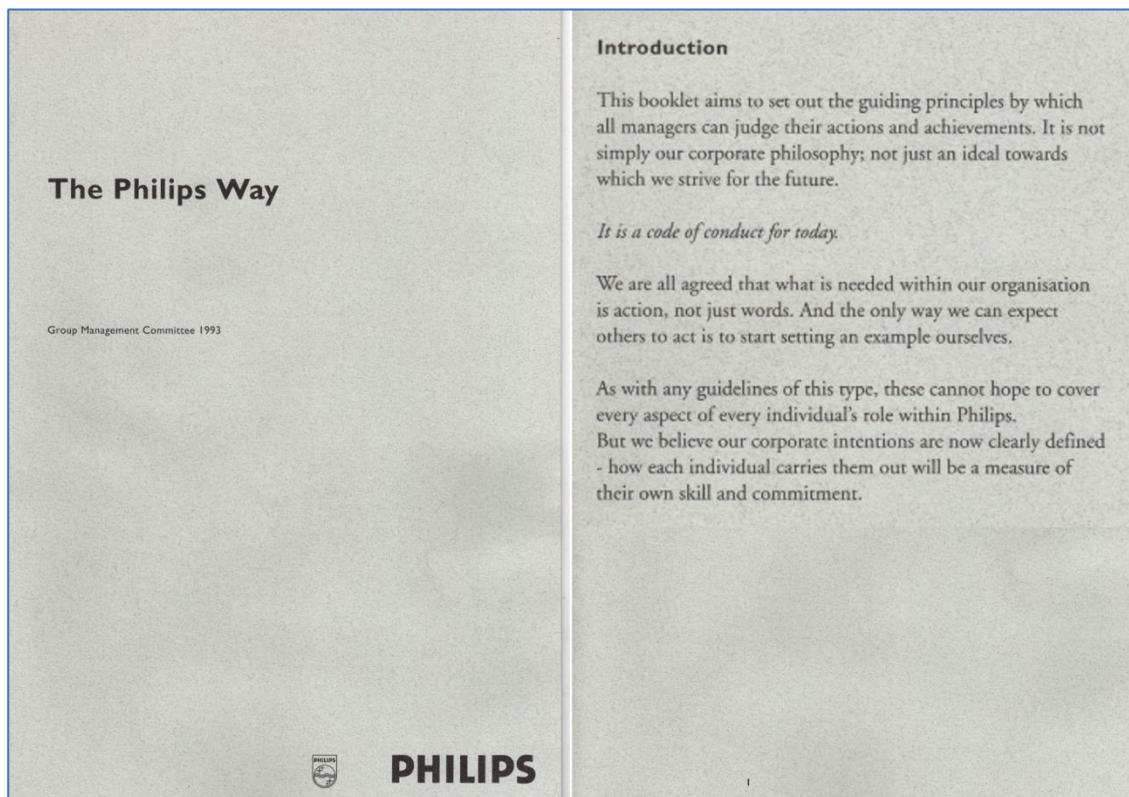 The Philips Way
Group Management Committee 1993
PHILIPS
PHILIPS
Introduction
This booklet aims to set out the guiding principles by which
all managers can judge their actions and achievements. It is not
simply our corporate philosophy; not just an ideal towards
which we strive for the future.
It is a code of conduct for today.
We are all agreed that what is needed within our organisation
is action, not just words. And the only way we can expect
others to act is to start setting an example ourselves.
As with any guidelines of this type, these cannot hope to cover
every aspect of every individual's role within Philips.
But we believe our corporate intentions are now clearly defined
- how each individual carries them out will be a measure of
their own skill and commitment.
1